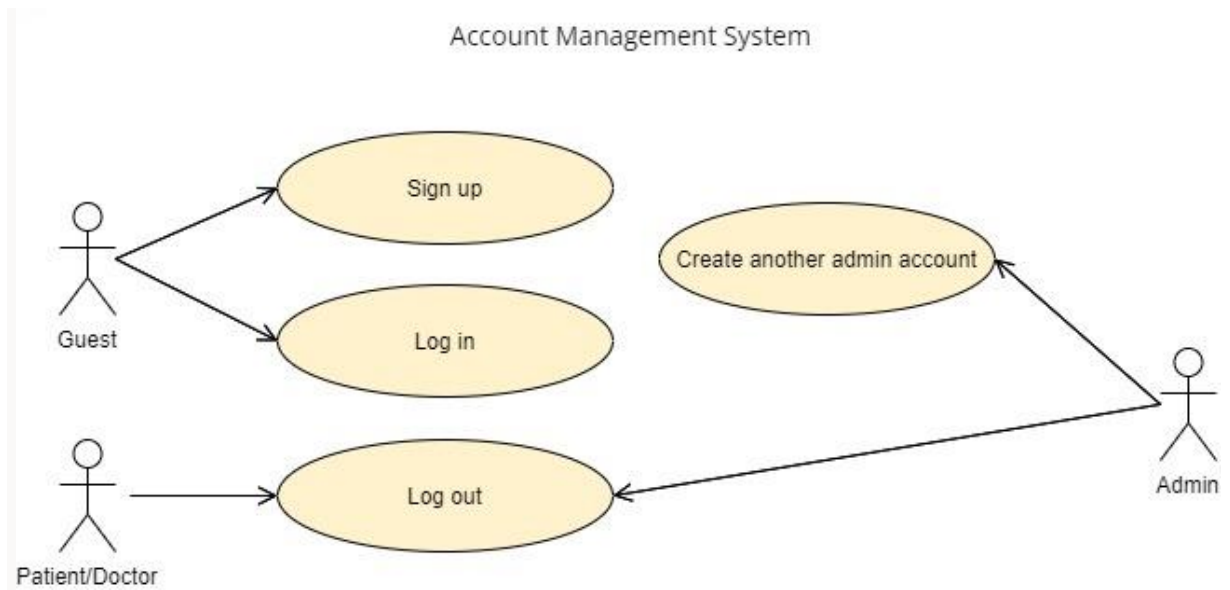 Account Management System
Sign up
Create another admin account
Guest
Log in
Admin
Log out
Patient/Doctor